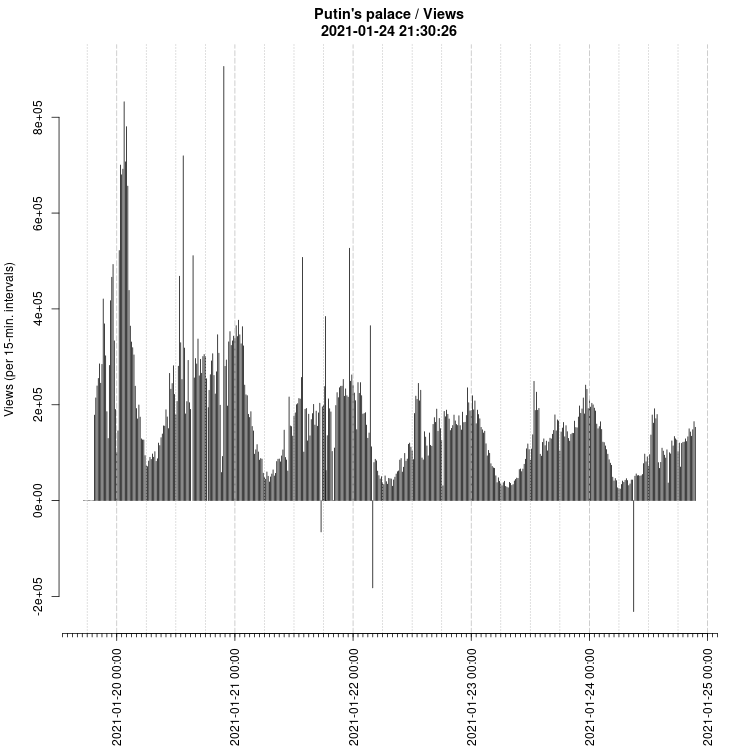 Putin's palace / Views
2021-01-24 21:30:26
Views (per 15-min. intervals)
8e+05
6e+05
4e+05
2e+05
0e+00
-2e+05
2021-01-20 00:00
2021-01-21 00:00
2021-01-22 00:00
2021-01-23 00:00
2021-01-24 00:00
2021-01-25 00:00